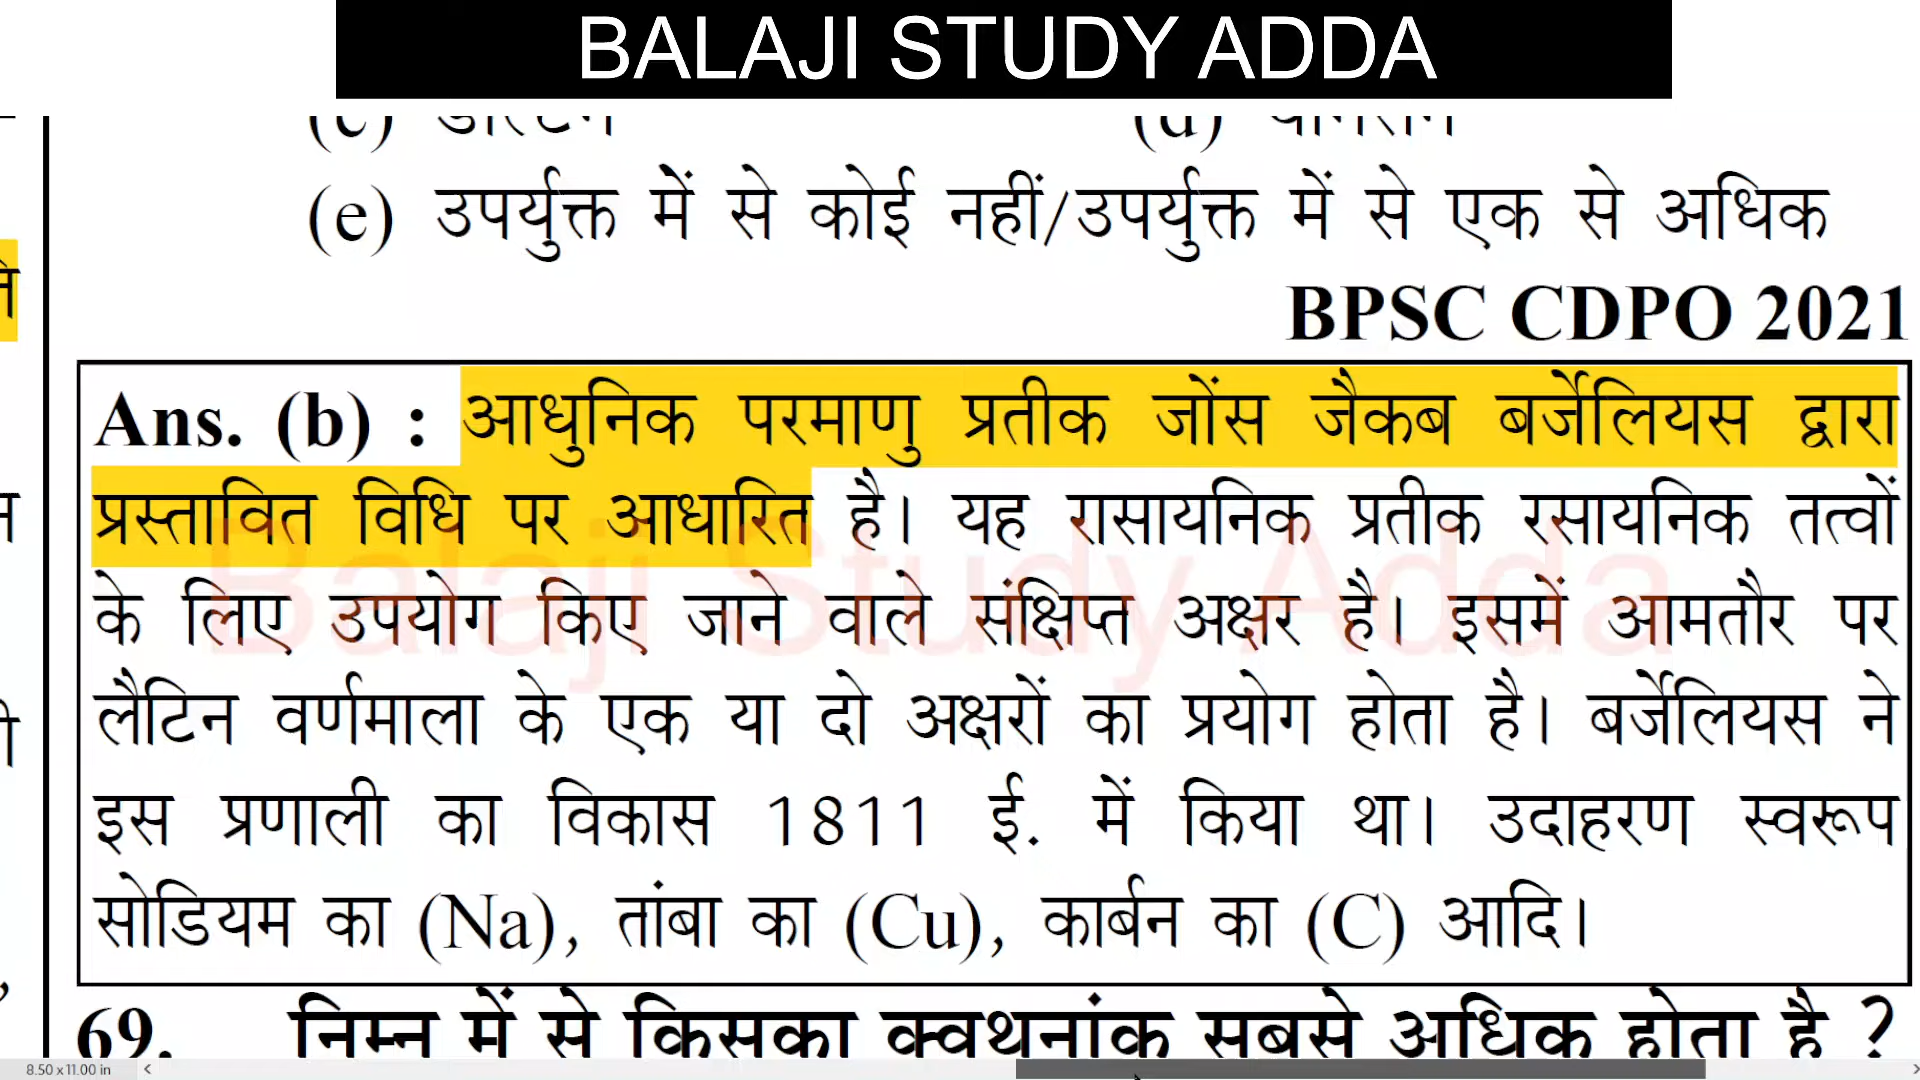 BALAJI STUDY ADDA
(e) उपर्युक्त में से कोई नहीं/उपर्युक्त में से एक से अधिक
BPSC CDPO 2021
Ans. (b) : आधुनिक परमाणु प्रतीक जोंस जैकब बर्जेलियस द्वारा
प्रस्तावित विधि पर आधारित है। यह रासायनिक प्रतीक रसायनिक तत्वों
के लिए उपयोग किए जाने वाले संक्षिप्त अक्षर है। इसमें आमतौर पर
लैटिन वर्णमाला के एक या दो अक्षरों का प्रयोग होता है। बर्जेलियस ने
इस प्रणाली का विकास 1811 ई. में किया था। उदाहरण स्वरूप
सोडियम का (Na), तांबा का (Cu), कार्बन का (C) आदि।
Balaji Study Adda
69. निम्न में से किसका क्वथनांक सबसे अधिक होता है ?
8.50 x 11.00 in